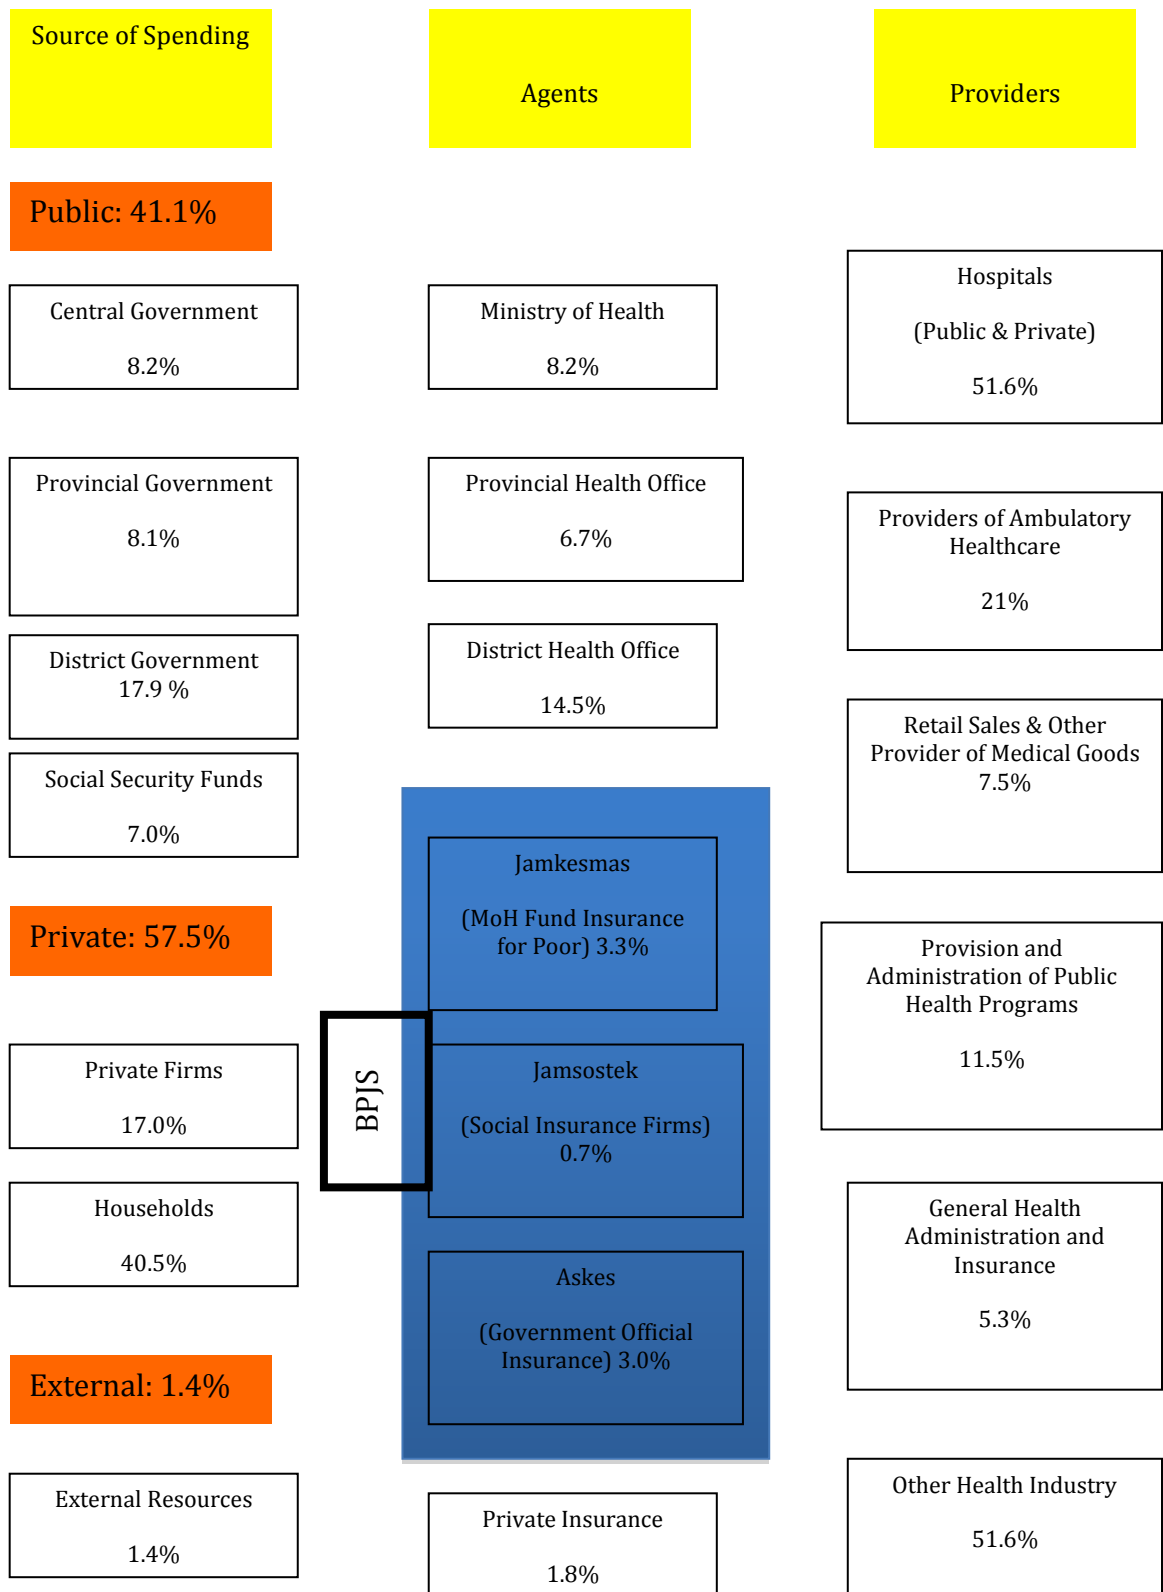 Source of Spending
Agents
Providers
Public: 41.1%
Central Government
8.2%
Provincial Government
8.1%
District Government
17.9 %
Social Security Funds
7.0%
Private: 57.5%
Private Firms
17.0%
Households
40.5%
External: 1.4%
External Resources
1.4%
Ministry of Health
8.2%
Provincial Health Office
6.7%
District Health Office
14.5%
BPJS
Jamkesmas
(MoH Fund Insurance
for Poor) 3.3%
Jamsostek
(Social Insurance Firms)
0.7%
Askes
(Government Official
Insurance) 3.0%
Private Insurance
1.8%
Hospitals
(Public & Private)
51.6%
Providers of Ambulatory
Healthcare
21%
Retail Sales & Other
Provider of Medical Goods
7.5%
Provision and
Administration of Public
Health Programs
11.5%
General Health
Administration and
Insurance
5.3%
Other Health Industry
51.6%